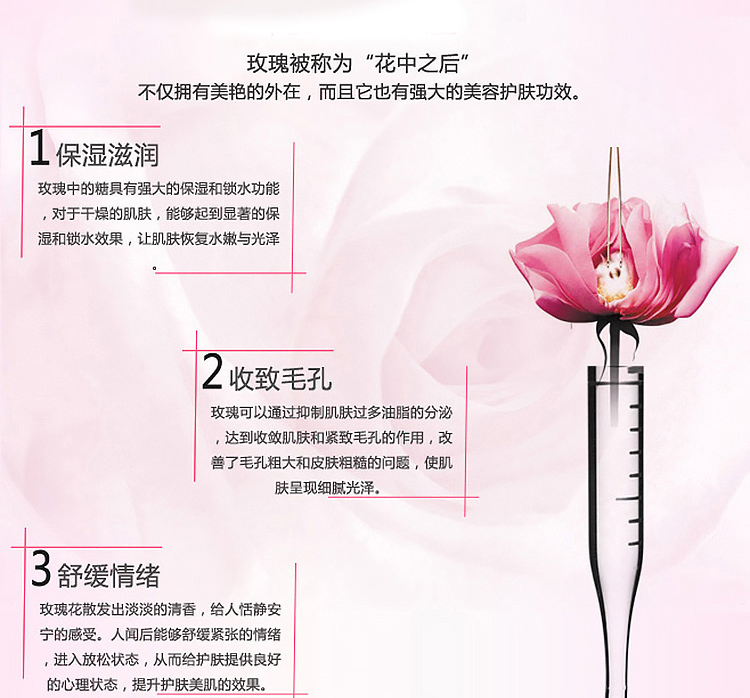 玫瑰被称为“花中之后”
不仅拥有美艳的外在，而且它也有强大的美容护肤功效。
1 保湿滋润
玫瑰中的糖具有强大的保湿和锁水功能
，对于干燥的肌肤，能够起到显著的保
湿和锁水效果，让肌肤恢复水嫩与光泽
。
2 收致毛孔
玫瑰可以通过抑制肌肤过多油脂的分泌
，达到收敛肌肤和紧致毛孔的作用，改
善了毛孔粗大和皮肤粗糙的问题，使肌
肤呈现细腻光泽。
3 舒缓情绪
玫瑰花散发出淡淡的清香，给人恬静安
宁的感受。人闻后能够舒缓紧张的情绪
，进入放松状态，从而给护肤提供良好
的心理状态，提升护肤美肌的效果。